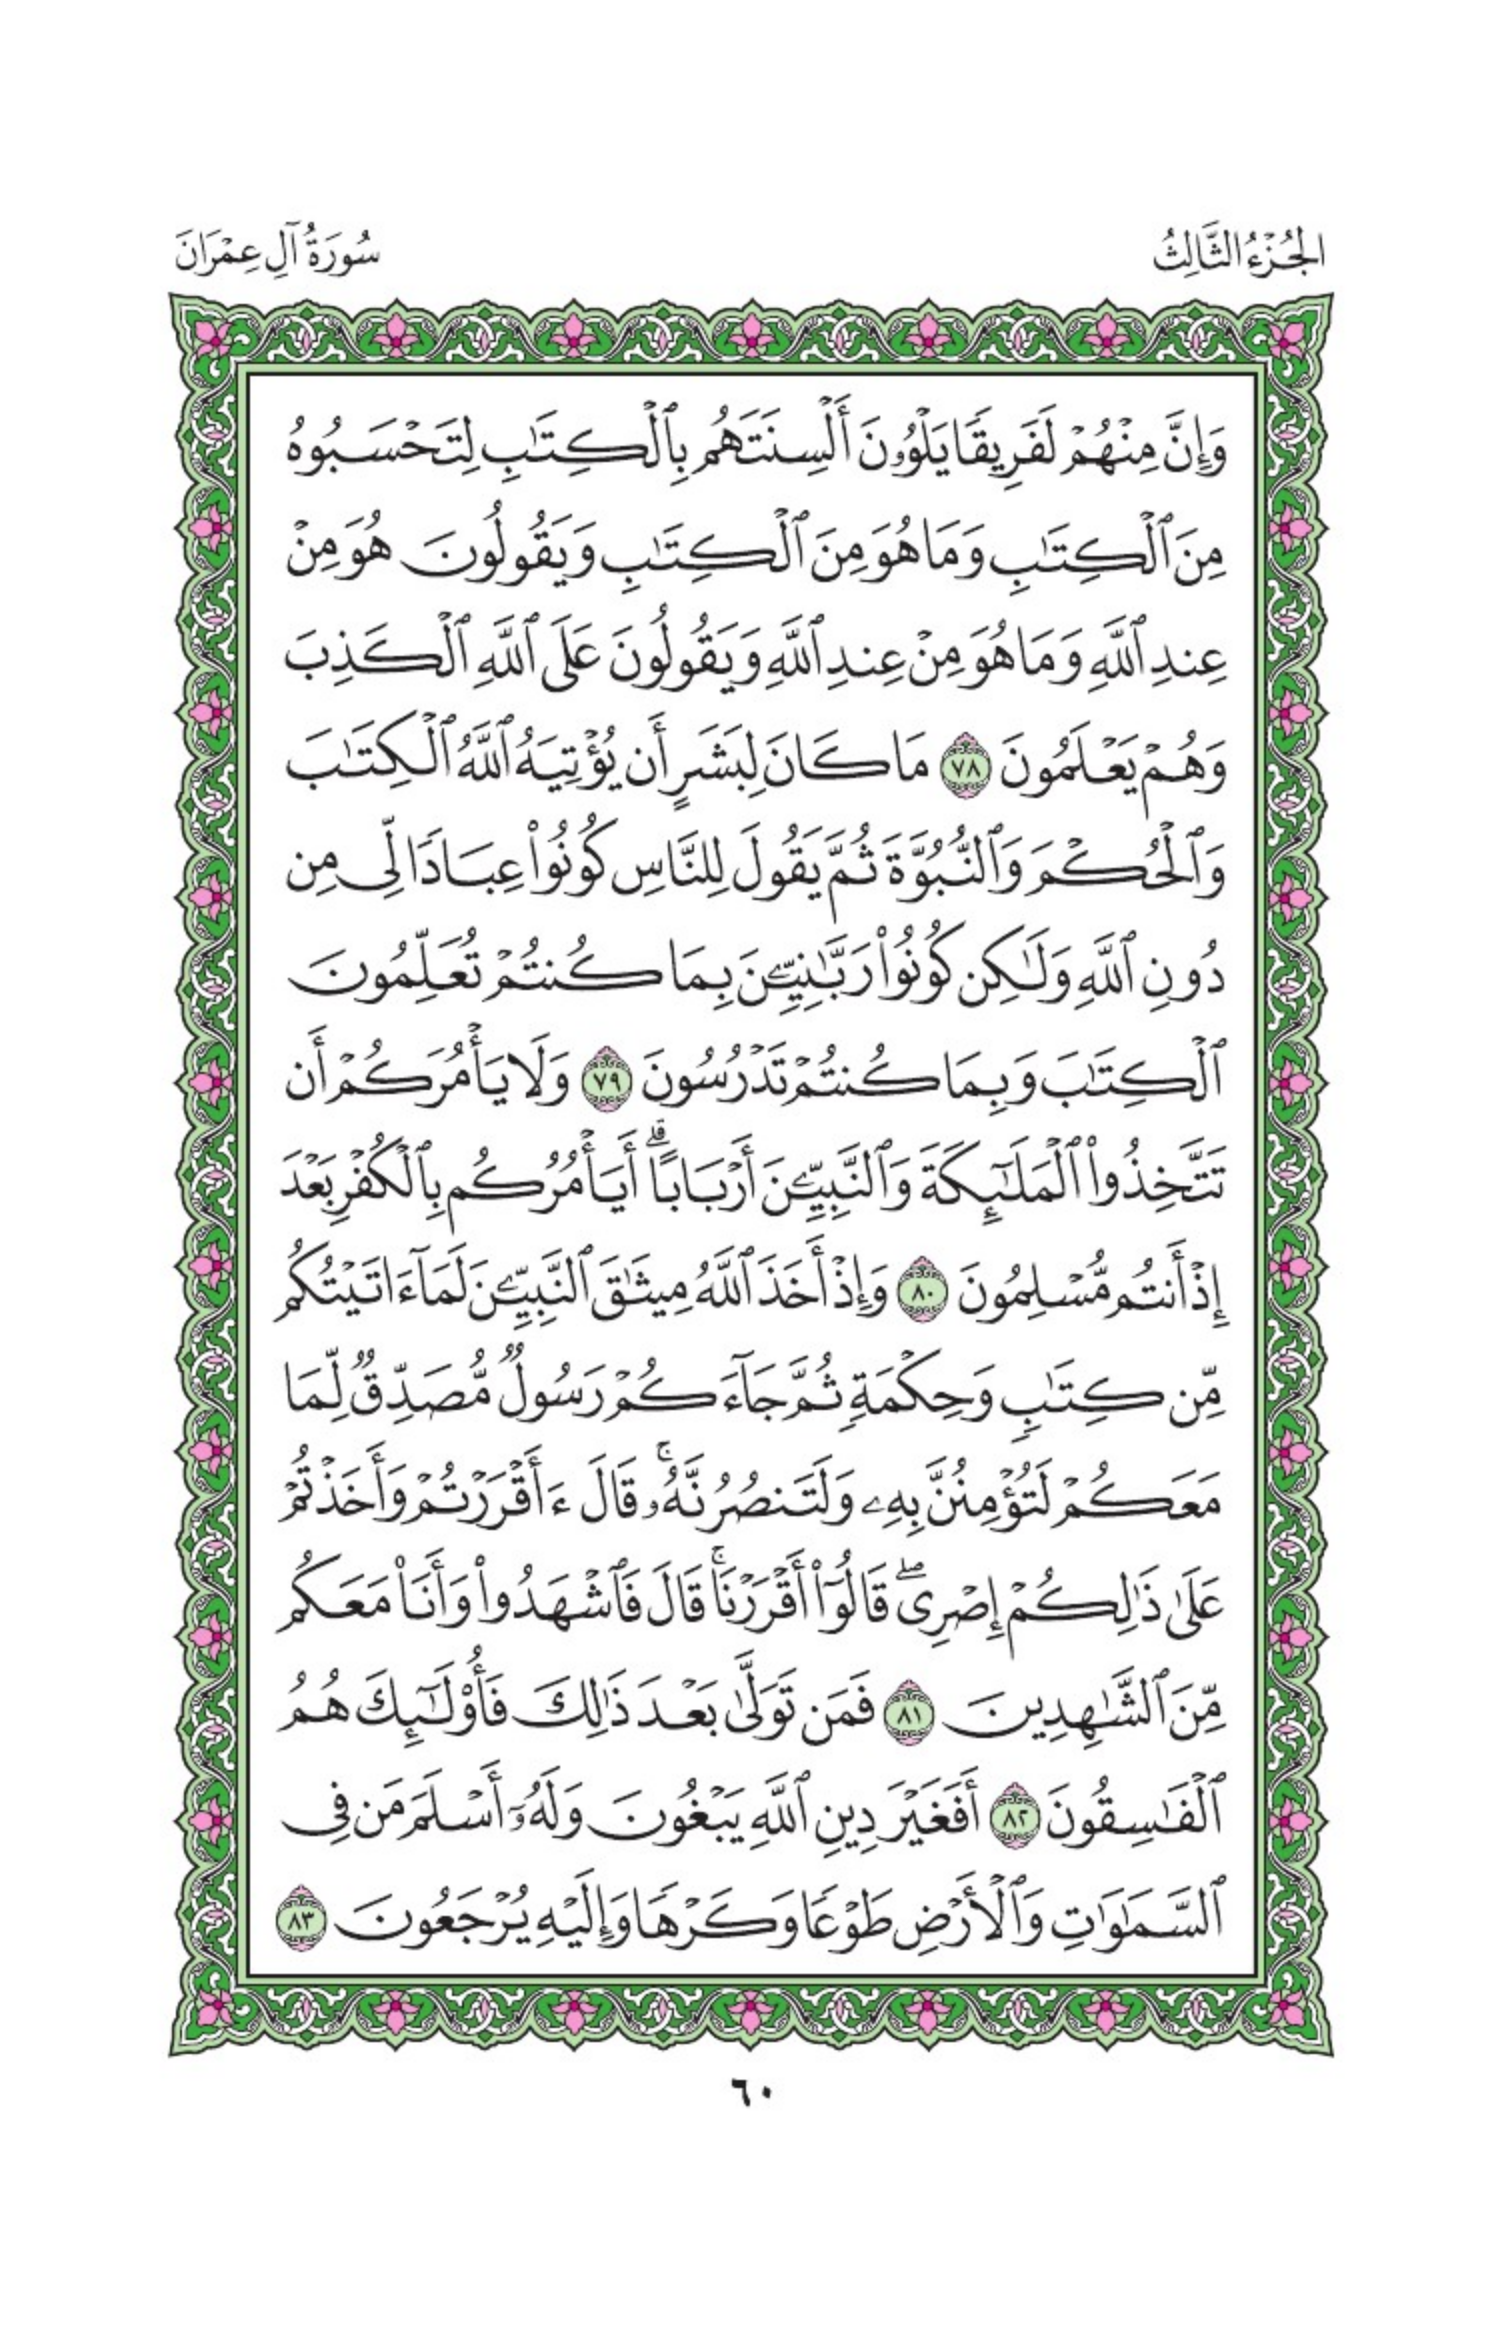 الجُزْءُ الثَّالِثُ
سُورَةُ آلِ عِمْرَانَ
وَإِنَّ مِنْهُمْ لَفَرِيقًا يَلْوُۥنَ أَلْسِنَتَهُم بِٱلْكِتَٰبِ لِتَحْسَبُوهُ
مِنَ ٱلْكِتَٰبِ وَمَا هُوَ مِنَ ٱلْكِتَٰبِ وَيَقُولُونَ هُوَ مِنْ
عِندِ ٱللَّهِ وَمَا هُوَ مِنْ عِندِ ٱللَّهِ وَيَقُولُونَ عَلَى ٱللَّهِ ٱلْكَذِبَ
وَهُمْ يَعْلَمُونَ ٧٨ مَا كَانَ لِبَشَرٍ أَن يُؤْتِيَهُ ٱللَّهُ ٱلْكِتَٰبَ
وَٱلْحُكْمَ وَٱلنُّبُوَّةَ ثُمَّ يَقُولَ لِلنَّاسِ كُونُوا۟ عِبَادًا لِّى مِن
دُونِ ٱللَّهِ وَلَٰكِن كُونُوا۟ رَبَّٰنِيِّۦنَ بِمَا كُنتُمْ تُعَلِّمُونَ
ٱلْكِتَٰبَ وَبِمَا كُنتُمْ تَدْرُسُونَ ٧٩ وَلَا يَأْمُرَكُمْ أَن
تَتَّخِذُوا۟ ٱلْمَلَٰٓئِكَةَ وَٱلنَّبِيِّۦنَ أَرْبَابًا ۗ أَيَأْمُرُكُم بِٱلْكُفْرِ بَعْدَ
إِذْ أَنتُم مُّسْلِمُونَ ٨٠ وَإِذْ أَخَذَ ٱللَّهُ مِيثَٰقَ ٱلنَّبِيِّۦنَ لَمَآ ءَاتَيْتُكُم
مِّن كِتَٰبٍ وَحِكْمَةٍ ثُمَّ جَآءَكُمْ رَسُولٌ مُّصَدِّقٌ لِّمَا
مَعَكُمْ لَتُؤْمِنُنَّ بِهِۦ وَلَتَنصُرُنَّهُۥ ۚ قَالَ ءَأَقْرَرْتُمْ وَأَخَذْتُمْ
عَلَىٰ ذَٰلِكُمْ إِصْرِى ۖ قَالُوٓا۟ أَقْرَرْنَا ۚ قَالَ فَٱشْهَدُوا۟ وَأَنَا۠ مَعَكُم
مِّنَ ٱلشَّٰهِدِينَ ٨١ فَمَن تَوَلَّىٰ بَعْدَ ذَٰلِكَ فَأُو۟لَٰٓئِكَ هُمُ
ٱلْفَٰسِقُونَ ٨٢ أَفَغَيْرَ دِينِ ٱللَّهِ يَبْغُونَ وَلَهُۥٓ أَسْلَمَ مَن فِى
ٱلسَّمَٰوَٰتِ وَٱلْأَرْضِ طَوْعًا وَكَرْهًا وَإِلَيْهِ يُرْجَعُونَ ٨٣
٦٠